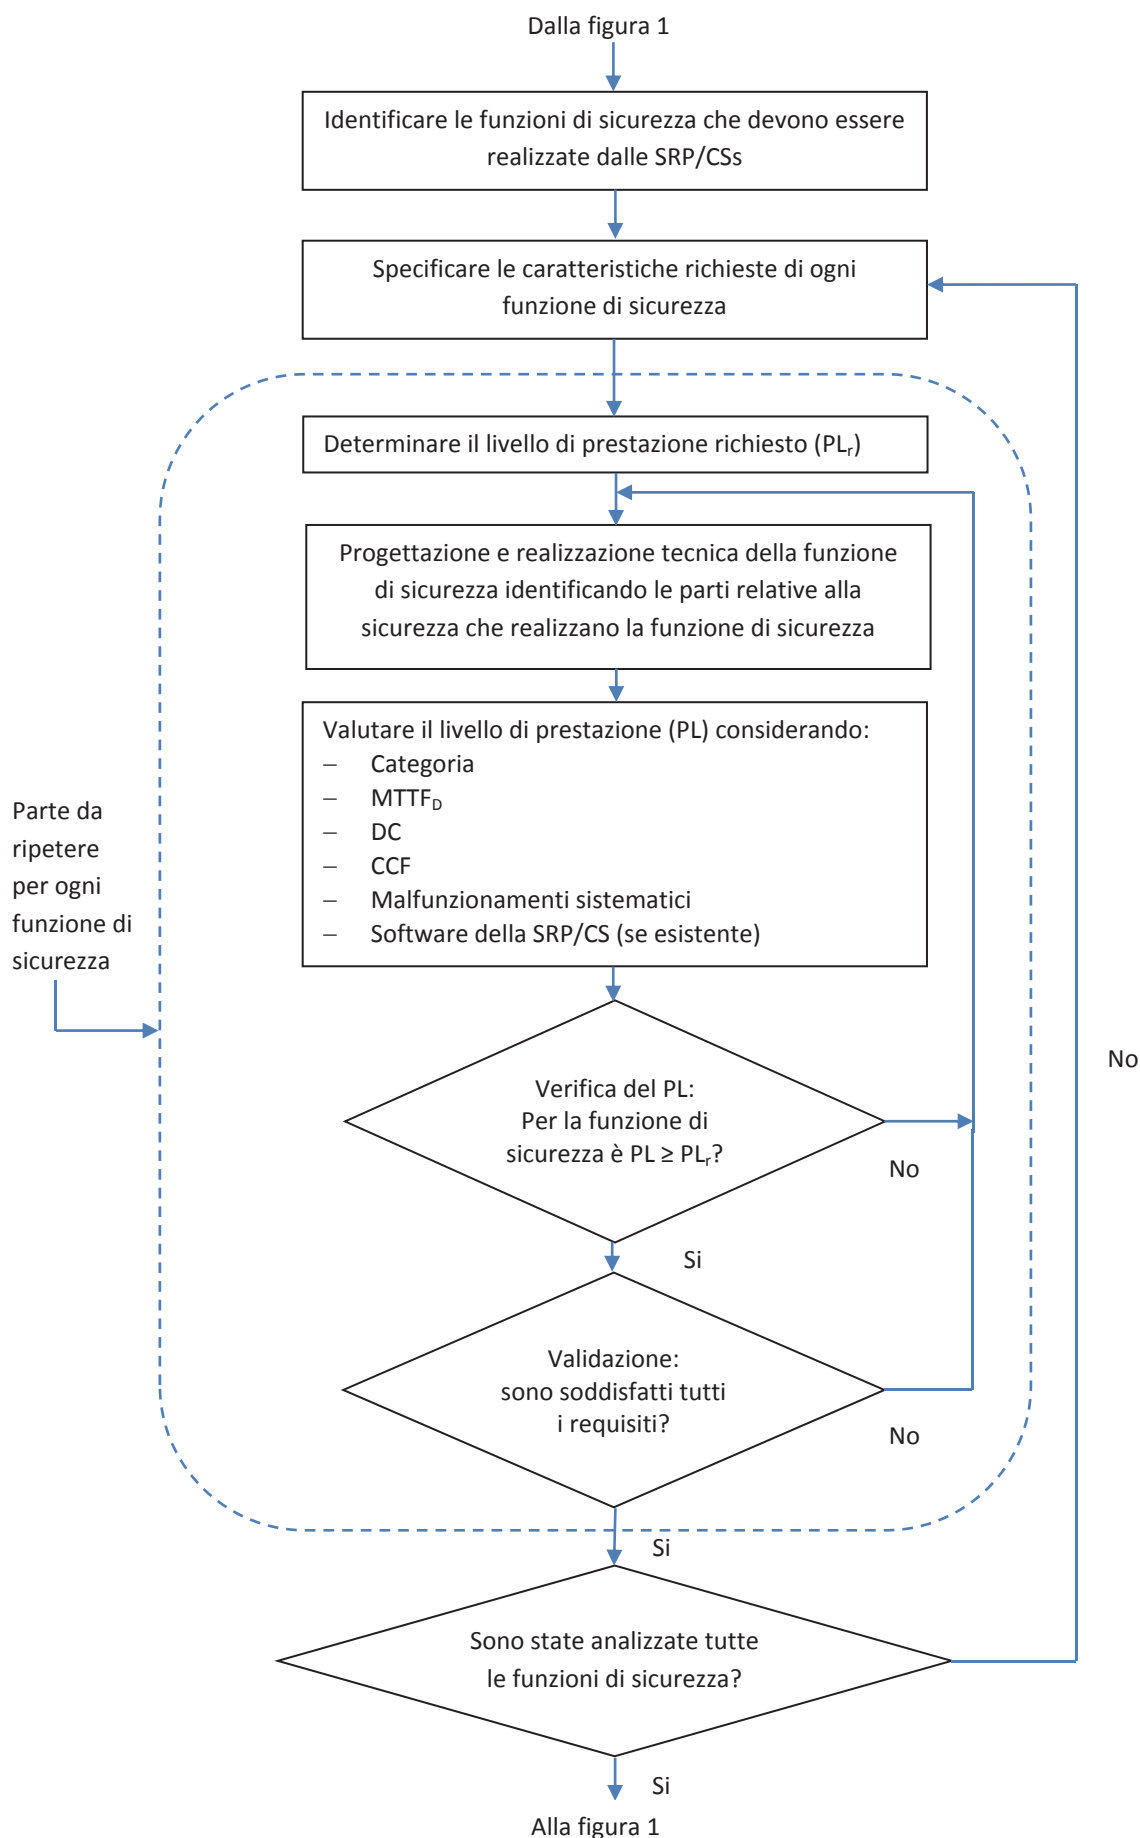 Dalla figura 1
Identificare le funzioni di sicurezza che devono essere
realizzate dalle SRP/CSs
Specificare le caratteristiche richieste di ogni
funzione di sicurezza
Determinare il livello di prestazione richiesto (PLr)
Progettazione e realizzazione tecnica della funzione
di sicurezza identificando le parti relative alla
sicurezza che realizzano la funzione di sicurezza
Valutare il livello di prestazione (PL) considerando:
– Categoria
– MTTFD
– DC
– CCF
– Malfunzionamenti sistematici
– Software della SRP/CS (se esistente)
Parte da
ripetere
per ogni
funzione di
sicurezza
Verifica del PL:
Per la funzione di
sicurezza è PL ≥ PLr?
No
No
Si
Validazione:
sono soddisfatti tutti
i requisiti?
No
Si
Sono state analizzate tutte
le funzioni di sicurezza?
Si
Alla figura 1